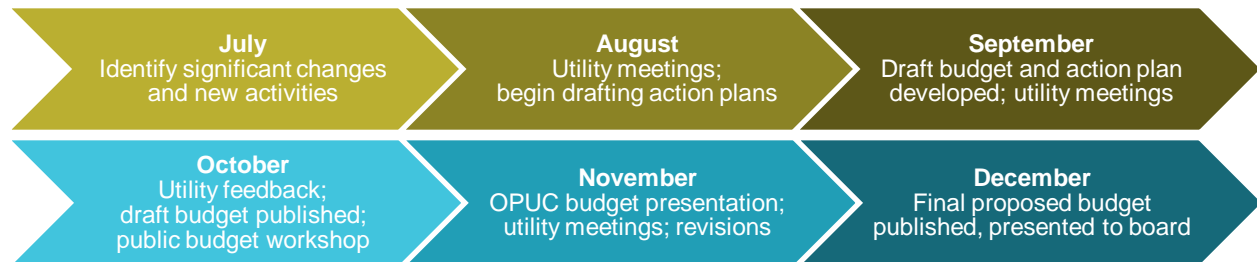 July
Identify significant changes
and new activities
August
Utility meetings;
begin drafting action plans
September
Draft budget and action plan
developed; utility meetings
October
Utility feedback;
draft budget published;
public budget workshop
November
OPUC budget presentation;
utility meetings; revisions
December
Final proposed budget
published, presented to board